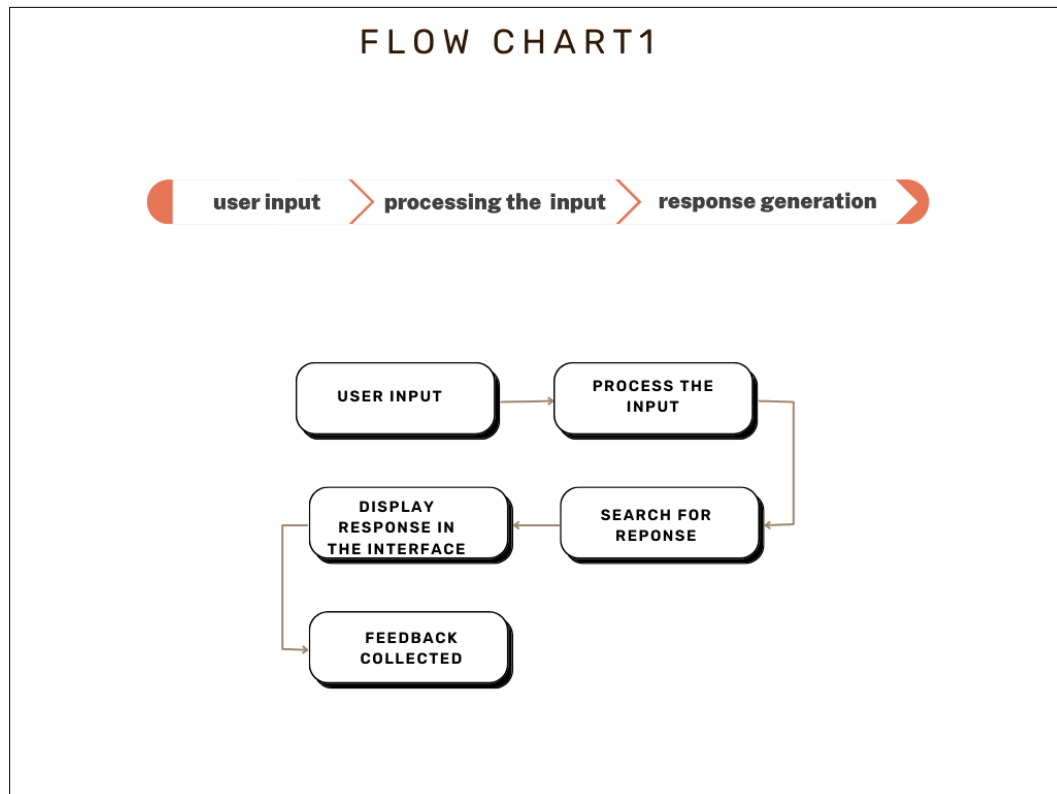 FLOW CHART1
user input
processing the input
response generation
USER INPUT
PROCESS THE
INPUT
SEARCH FOR
REPONSE
DISPLAY
RESPONSE IN
THE INTERFACE
FEEDBACK
COLLECTED